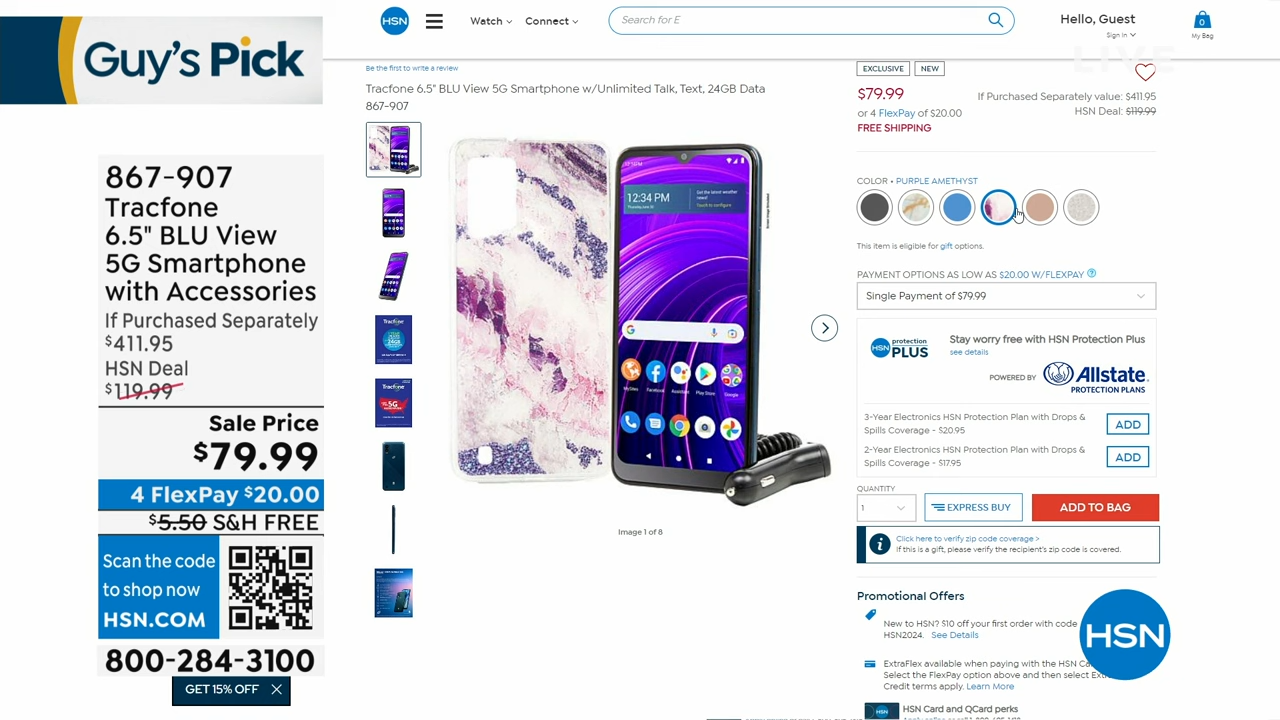 Guy's Pick
867-907
Tracfone
6.5" BLU View
5G Smartphone
with Accessories
If Purchased Separately
$411.95
HSN Deal
$119.99
Sale Price
$79.99
4 FlexPay $20.00
$5.50 S&H FREE
Scan the code
to shop now
HSN.COM
800-284-3100
GET 15% OFF
HSN
Watch
Connect
Search for E
Hello, Guest
Sign In
0
My Bag
LIVE
Be the first to write a review
Tracfone 6.5" BLU View 5G Smartphone w/Unlimited Talk, Text, 24GB Data
867-907
12:34 PM
Image 1 of 8
EXCLUSIVE
NEW
$79.99
If Purchased Separately value: $411.95
or 4 FlexPay of $20.00
HSN Deal: $119.99
FREE SHIPPING
COLOR • PURPLE AMETHYST
This item is eligible for gift options.
PAYMENT OPTIONS AS LOW AS $20.00 W/FLEXPAY
Single Payment of $79.99
HSN protection PLUS
Stay worry free with HSN Protection Plus
see details
POWERED BY
Allstate
PROTECTION PLANS
3-Year Electronics HSN Protection Plan with Drops &
Spills Coverage - $20.95
ADD
2-Year Electronics HSN Protection Plan with Drops &
Spills Coverage - $17.95
ADD
QUANTITY
1
EXPRESS BUY
ADD TO BAG
Click here to verify zip code coverage >
If this is a gift, please verify the recipient's zip code is covered.
Promotional Offers
New to HSN? $10 off your first order with code
HSN2024. See Details
HSN
ExtraFlex available when paying with the HSN
Select the FlexPay option above and then select
Credit terms apply. Learn More
HSN
HSN Card and QCard perks